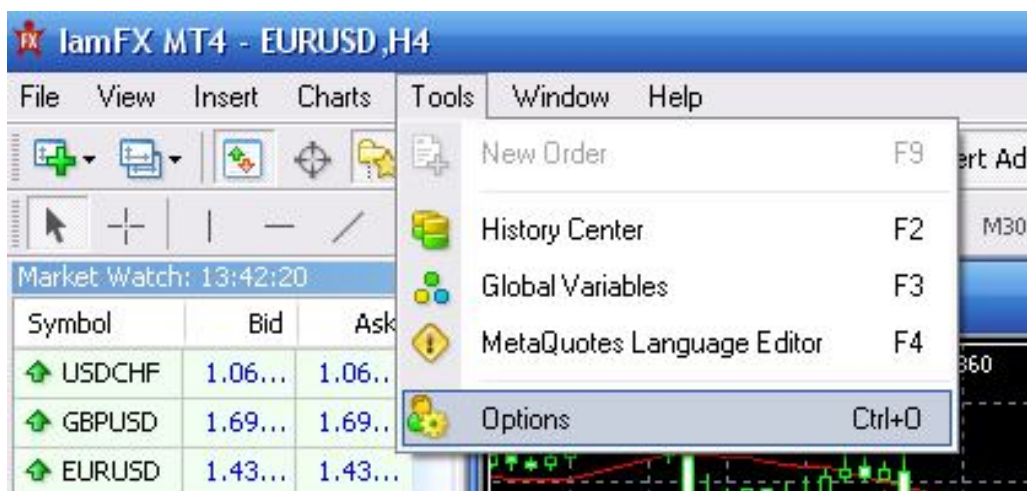 IamFX MT4 - EURUSD,H4
File View Insert Charts Tools Window Help
New Order F9
ert Ad
History Center F2
M30
Market Watch: 13:42:20
Global Variables F3
Symbol Bid Ask
MetaQuotes Language Editor F4
USDCHF 1.06... 1.06..
360
GBPUSD 1.69... 1.69..
Options Ctrl+O
EURUSD 1.43... 1.43...